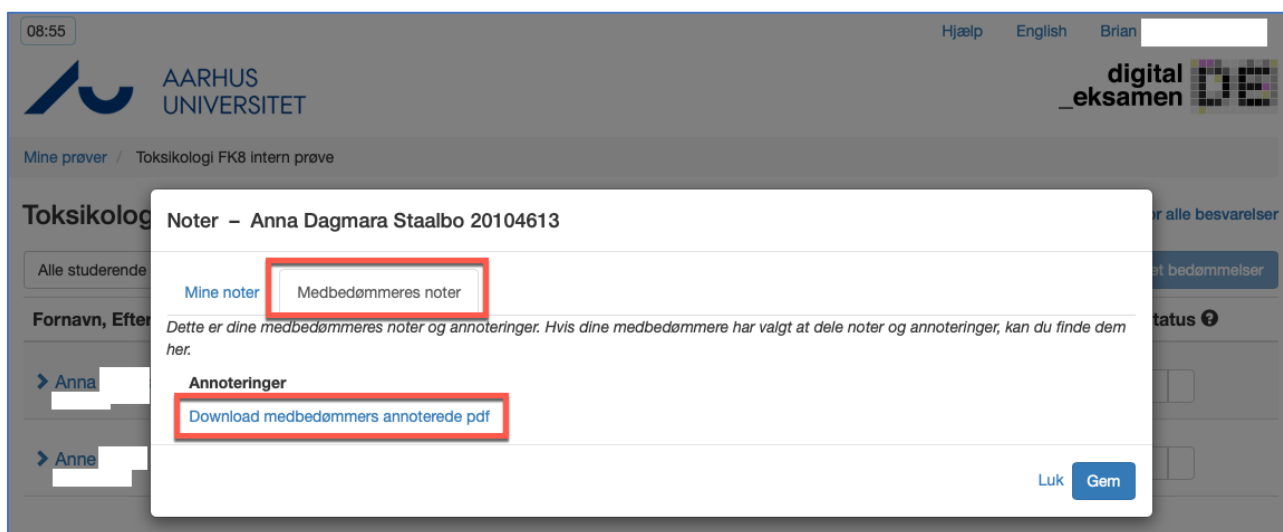 08:55
Hjælp English Brian
AARHUS
UNIVERSITET
digital
_eksamen DE
Mine prøver / Toksikologi FK8 intern prøve
Toksikolog
Noter – Anna Dagmara Staalbo 20104613
or alle besvarelser
Alle studerende
Mine noter Medbedømmeres noter
et bedømmelser
Fornavn, Efter
Dette er dine medbedømmeres noter og annoteringer. Hvis dine medbedømmere har valgt at dele noter og annoteringer, kan du finde dem
her.
tatus
Annoteringer
Anna
Download medbedømmers annoterede pdf
Anne
Luk Gem